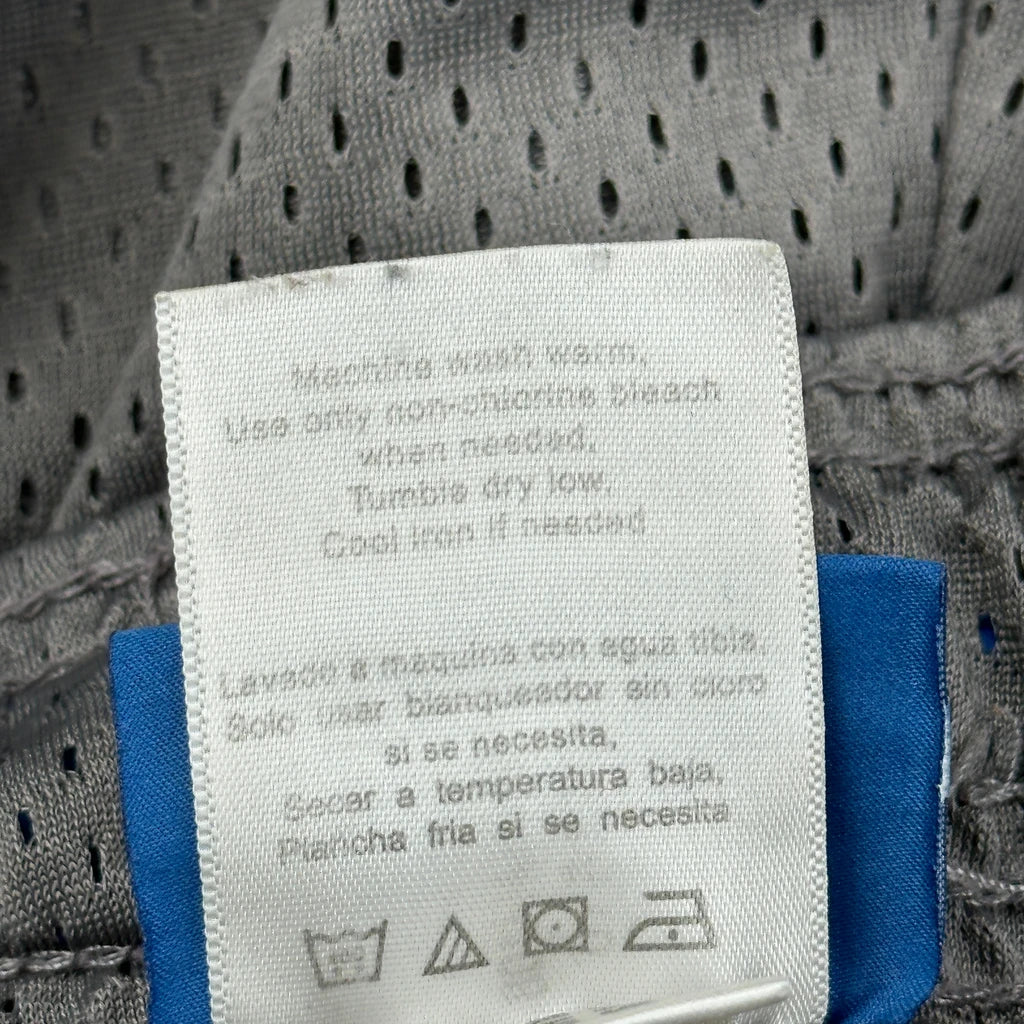 Machine wash warm,
Use only non-chlorine bleach
when needed,
Tumble dry low,
Cool iron if needed
Lavado a maquina con agua tibia,
Solo usar blanqueador sin cloro
si se necesita,
Secar a temperatura baja,
Plancha fria si se necesita